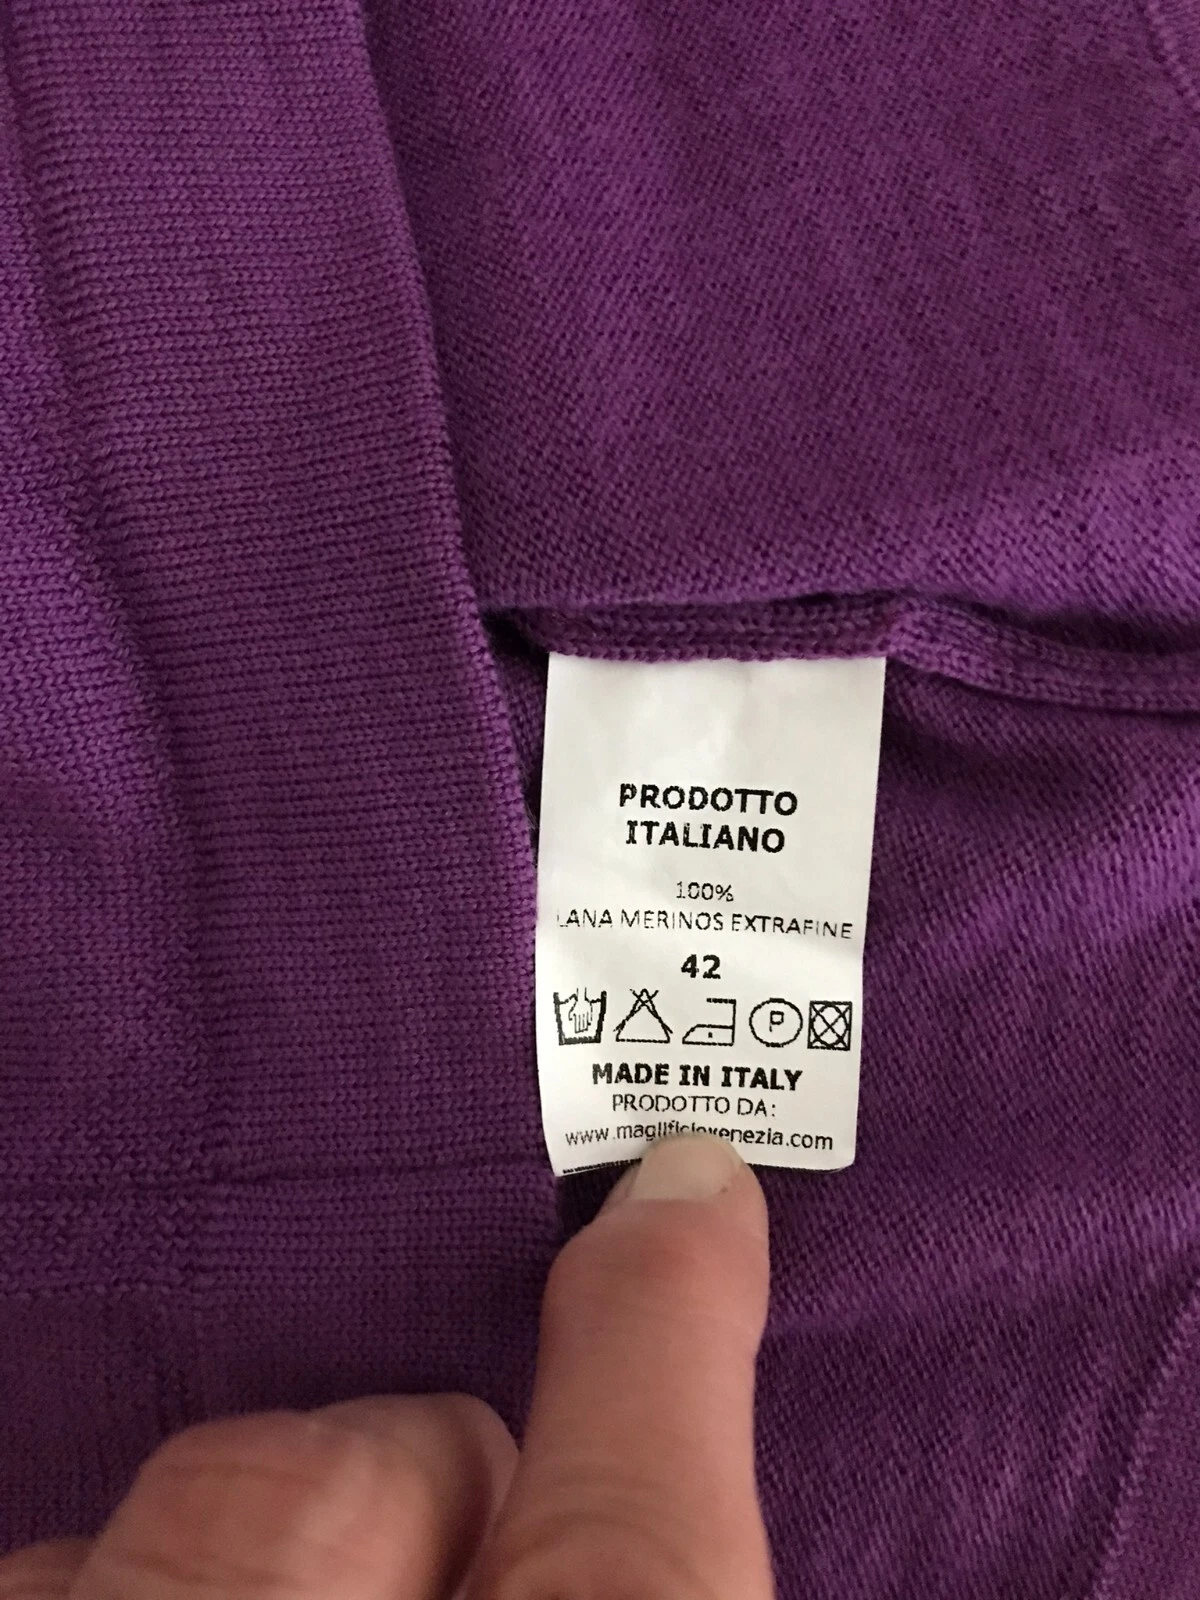 PRODOTTO
ITALIANO
100%
LANA MERINOS EXTRAFINE
42
P
MADE IN ITALY
PRODOTTO DA:
www.maglificiovenezia.com